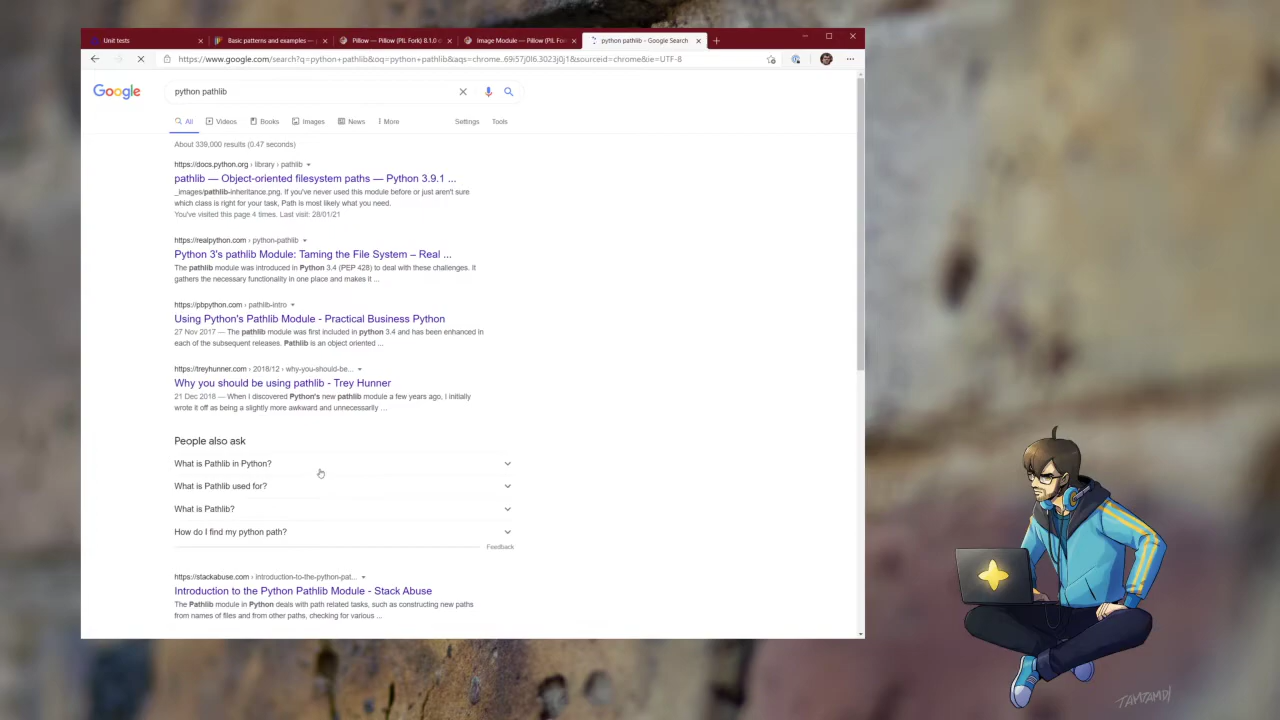 Unit tests
Basic patterns and examples —
Pillow — Pillow (PIL Fork) 8.1.0
Image Module — Pillow (PIL For
python pathlib - Google Search
https://www.google.com/search?q=python+pathlib&oq=python+pathlib&aqs=chrome..69i57j0l6.3023j0j1&sourceid=chrome&ie=UTF-8
Google
python pathlib
All Videos Books Images News More Settings Tools
About 339,000 results (0.47 seconds)
https://docs.python.org › library › pathlib
pathlib — Object-oriented filesystem paths — Python 3.9.1 ...
_images/pathlib-inheritance.png. If you've never used this module before or just aren't sure
which class is right for your task, Path is most likely what you need.
You've visited this page 4 times. Last visit: 28/01/21
https://realpython.com › python-pathlib
Python 3's pathlib Module: Taming the File System – Real ...
The pathlib module was introduced in Python 3.4 (PEP 428) to deal with these challenges. It
gathers the necessary functionality in one place and makes it ...
https://pbpython.com › pathlib-intro
Using Python's Pathlib Module - Practical Business Python
27 Nov 2017 — The pathlib module was first included in python 3.4 and has been enhanced in
each of the subsequent releases. Pathlib is an object oriented ...
https://treyhunner.com › 2018/12 › why-you-should-be...
Why you should be using pathlib - Trey Hunner
21 Dec 2018 — When I discovered Python's new pathlib module a few years ago, I initially
wrote it off as being a slightly more awkward and unnecessarily ...
People also ask
What is Pathlib in Python?
What is Pathlib used for?
What is Pathlib?
How do I find my python path?
Feedback
https://stackabuse.com › introduction-to-the-python-pat...
Introduction to the Python Pathlib Module - Stack Abuse
The Pathlib module in Python deals with path related tasks, such as constructing new paths
from names of files and from other paths, checking for various ...